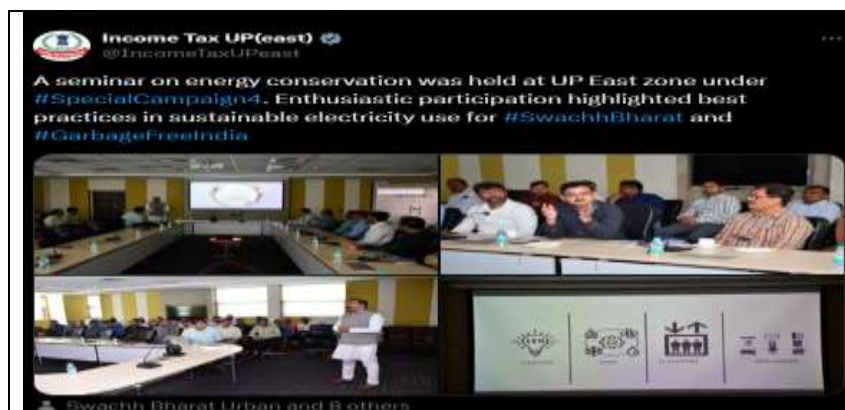 Income Tax UP(east)
@IncomeTaxUPeast
A seminar on energy conservation was held at UP East zone under
#SpecialCampaign4. Enthusiastic participation highlighted best
practices in sustainable electricity use for #SwachhBharat and
#GarbageFreeIndia
Swachh Bharat Urban and 8 others